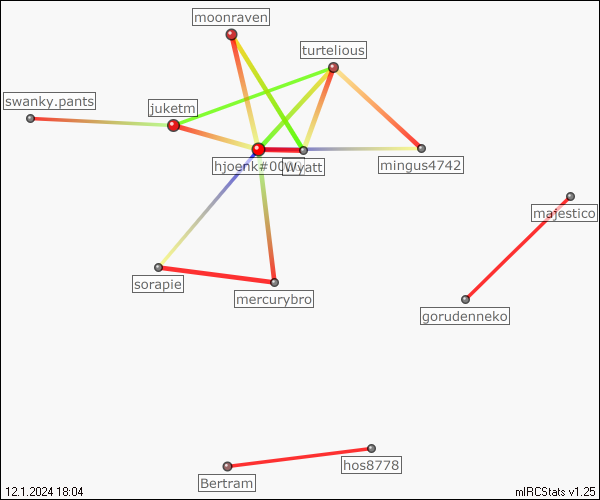 moonraven
turtelious
swanky.pants
juketm
hjoenk#00
Wyatt
mingus4742
majestico
sorapie
mercurybro
gorudenneko
hos8778
Bertram
12.1.2024 18:04
mIRCStats v1.25